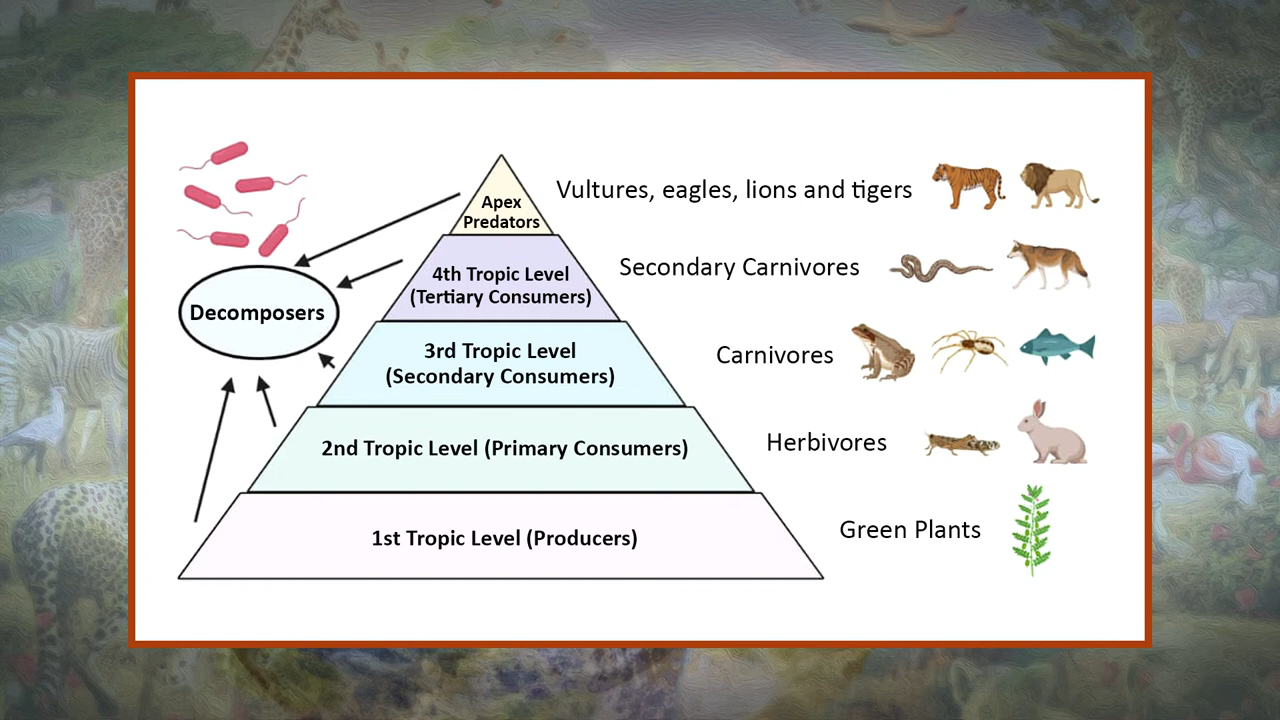 Apex
Predators
Vultures, eagles, lions and tigers
4th Tropic Level
(Tertiary Consumers)
Secondary Carnivores
Decomposers
3rd Tropic Level
(Secondary Consumers)
Carnivores
2nd Tropic Level (Primary Consumers)
Herbivores
1st Tropic Level (Producers)
Green Plants